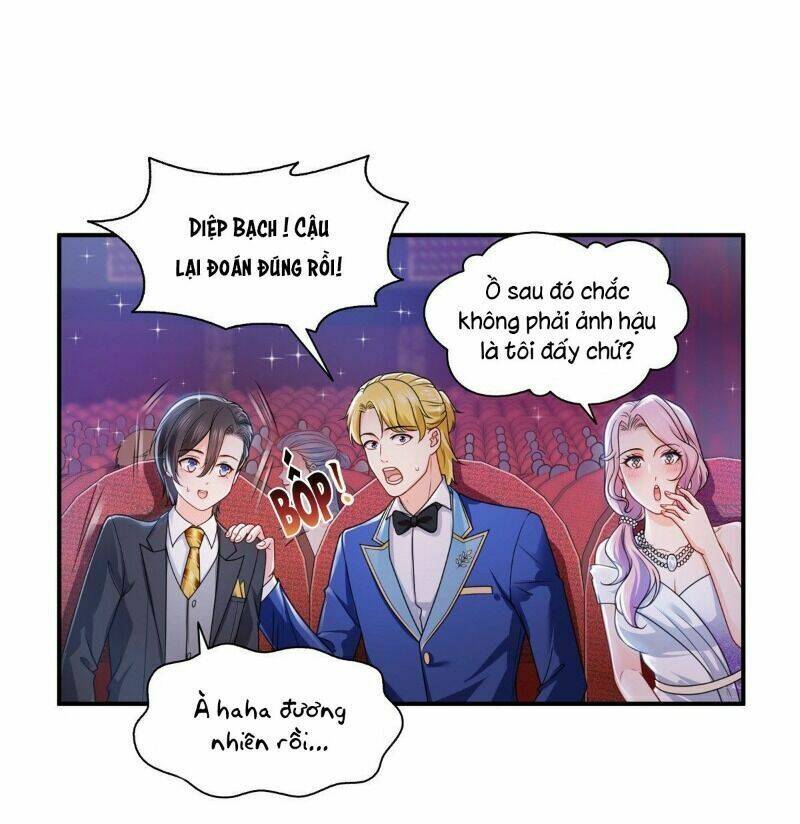 Diệp Bạch! Cậu
lại đoán đúng rồi!
Ồ sau đó chắc
không phải ảnh hậu
là tôi đấy chứ?
BỐP!
À haha đương
nhiên rồi...